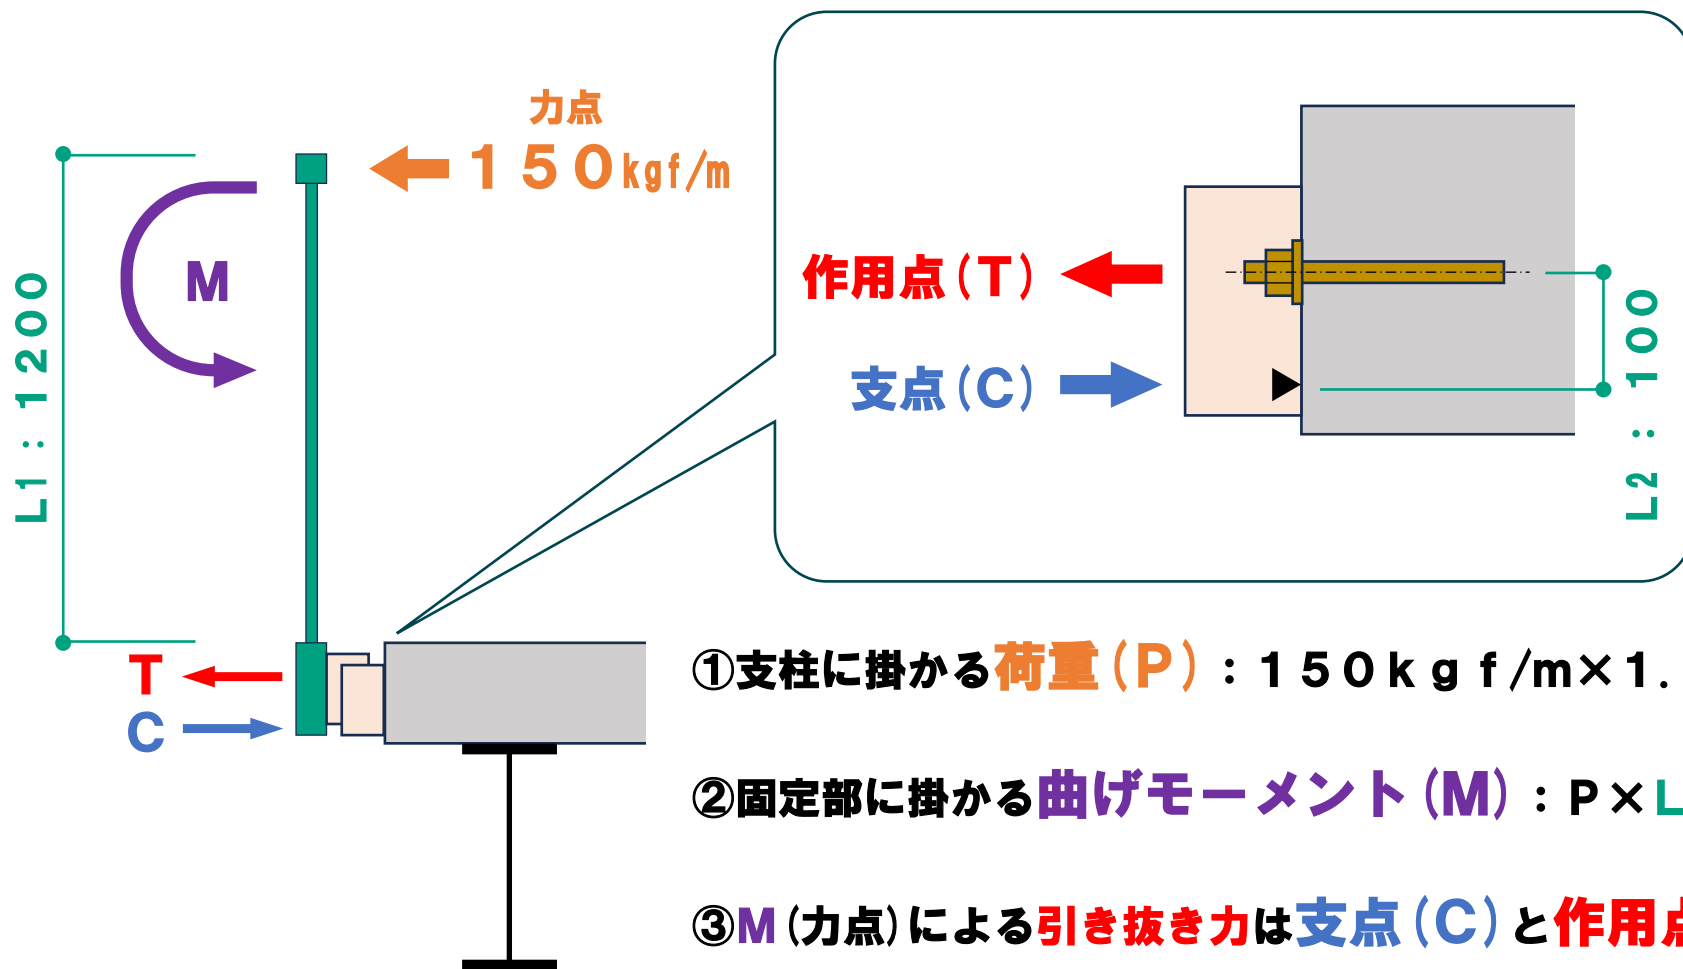 力点
150kgf/m
M
L1:1200
作用点(T)
支点(C)
L2:100
T
C
①支柱に掛かる荷重(P):150kgf/m×1.
②固定部に掛かる曲げモーメント(M):P×L
③M(力点)による引き抜き力は支点(C)と作用点